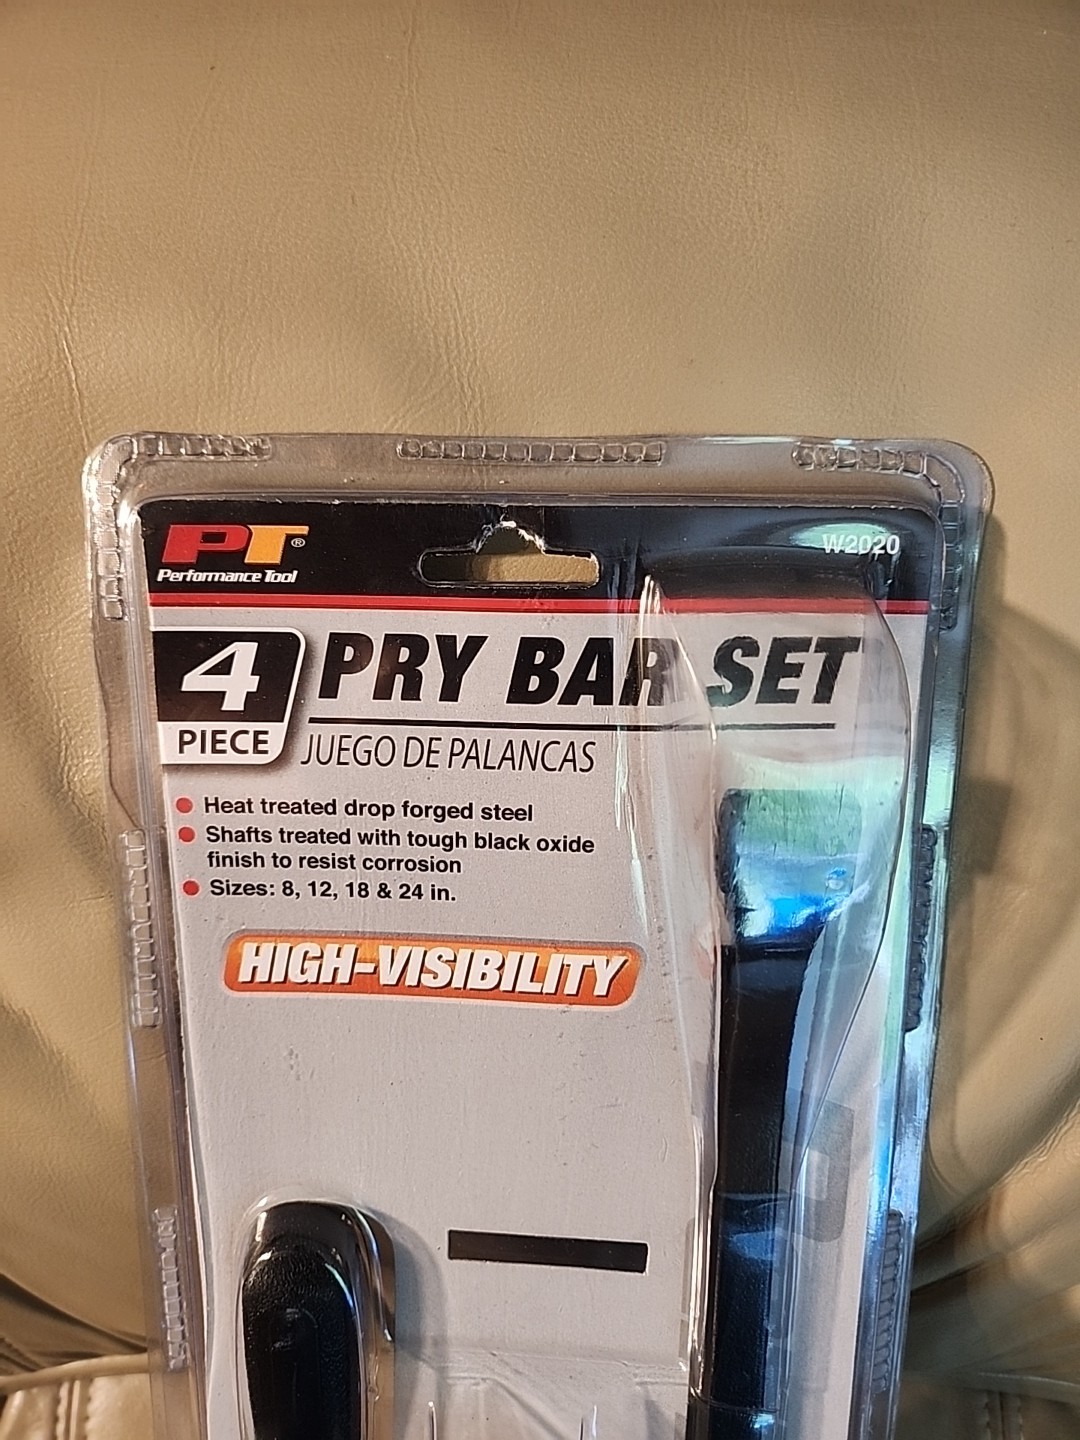 PT®
Performance Tool
W2020
4
PIECE
PRY BAR SET
JUEGO DE PALANCAS
Heat treated drop forged steel
Shafts treated with tough black oxide
finish to resist corrosion
Sizes: 8, 12, 18 & 24 in.
HIGH-VISIBILITY